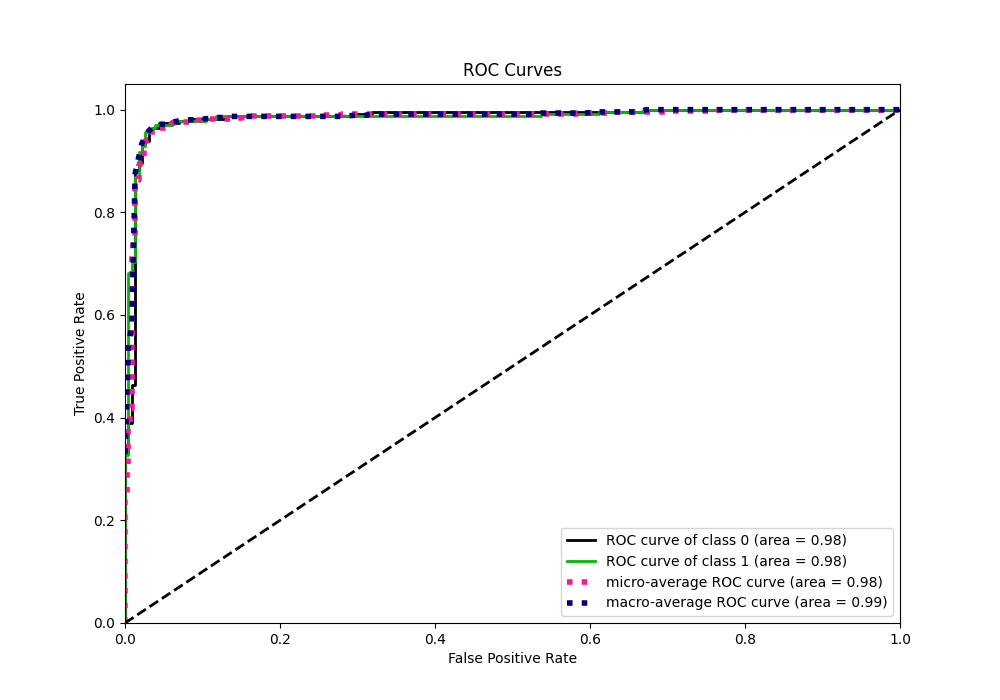 ROC Curves
True Positive Rate
1.0
0.8
0.6
0.4
0.2
0.0
0.0 0.2 0.4 0.6 0.8 1.0
False Positive Rate
ROC curve of class 0 (area = 0.98)
ROC curve of class 1 (area = 0.98)
micro-average ROC curve (area = 0.98)
macro-average ROC curve (area = 0.99)